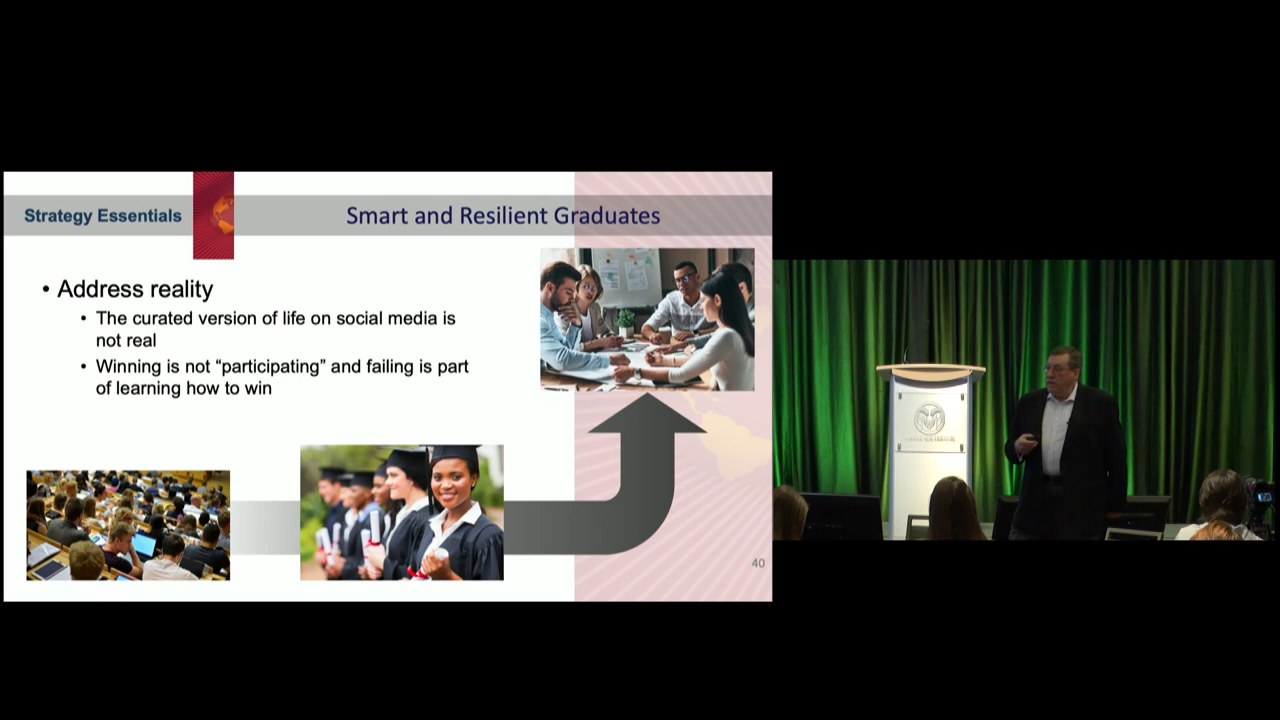 Strategy Essentials
Smart and Resilient Graduates
• Address reality
• The curated version of life on social media is
not real
• Winning is not “participating” and failing is part
of learning how to win
40